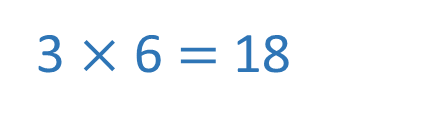 3 × 6 = 18